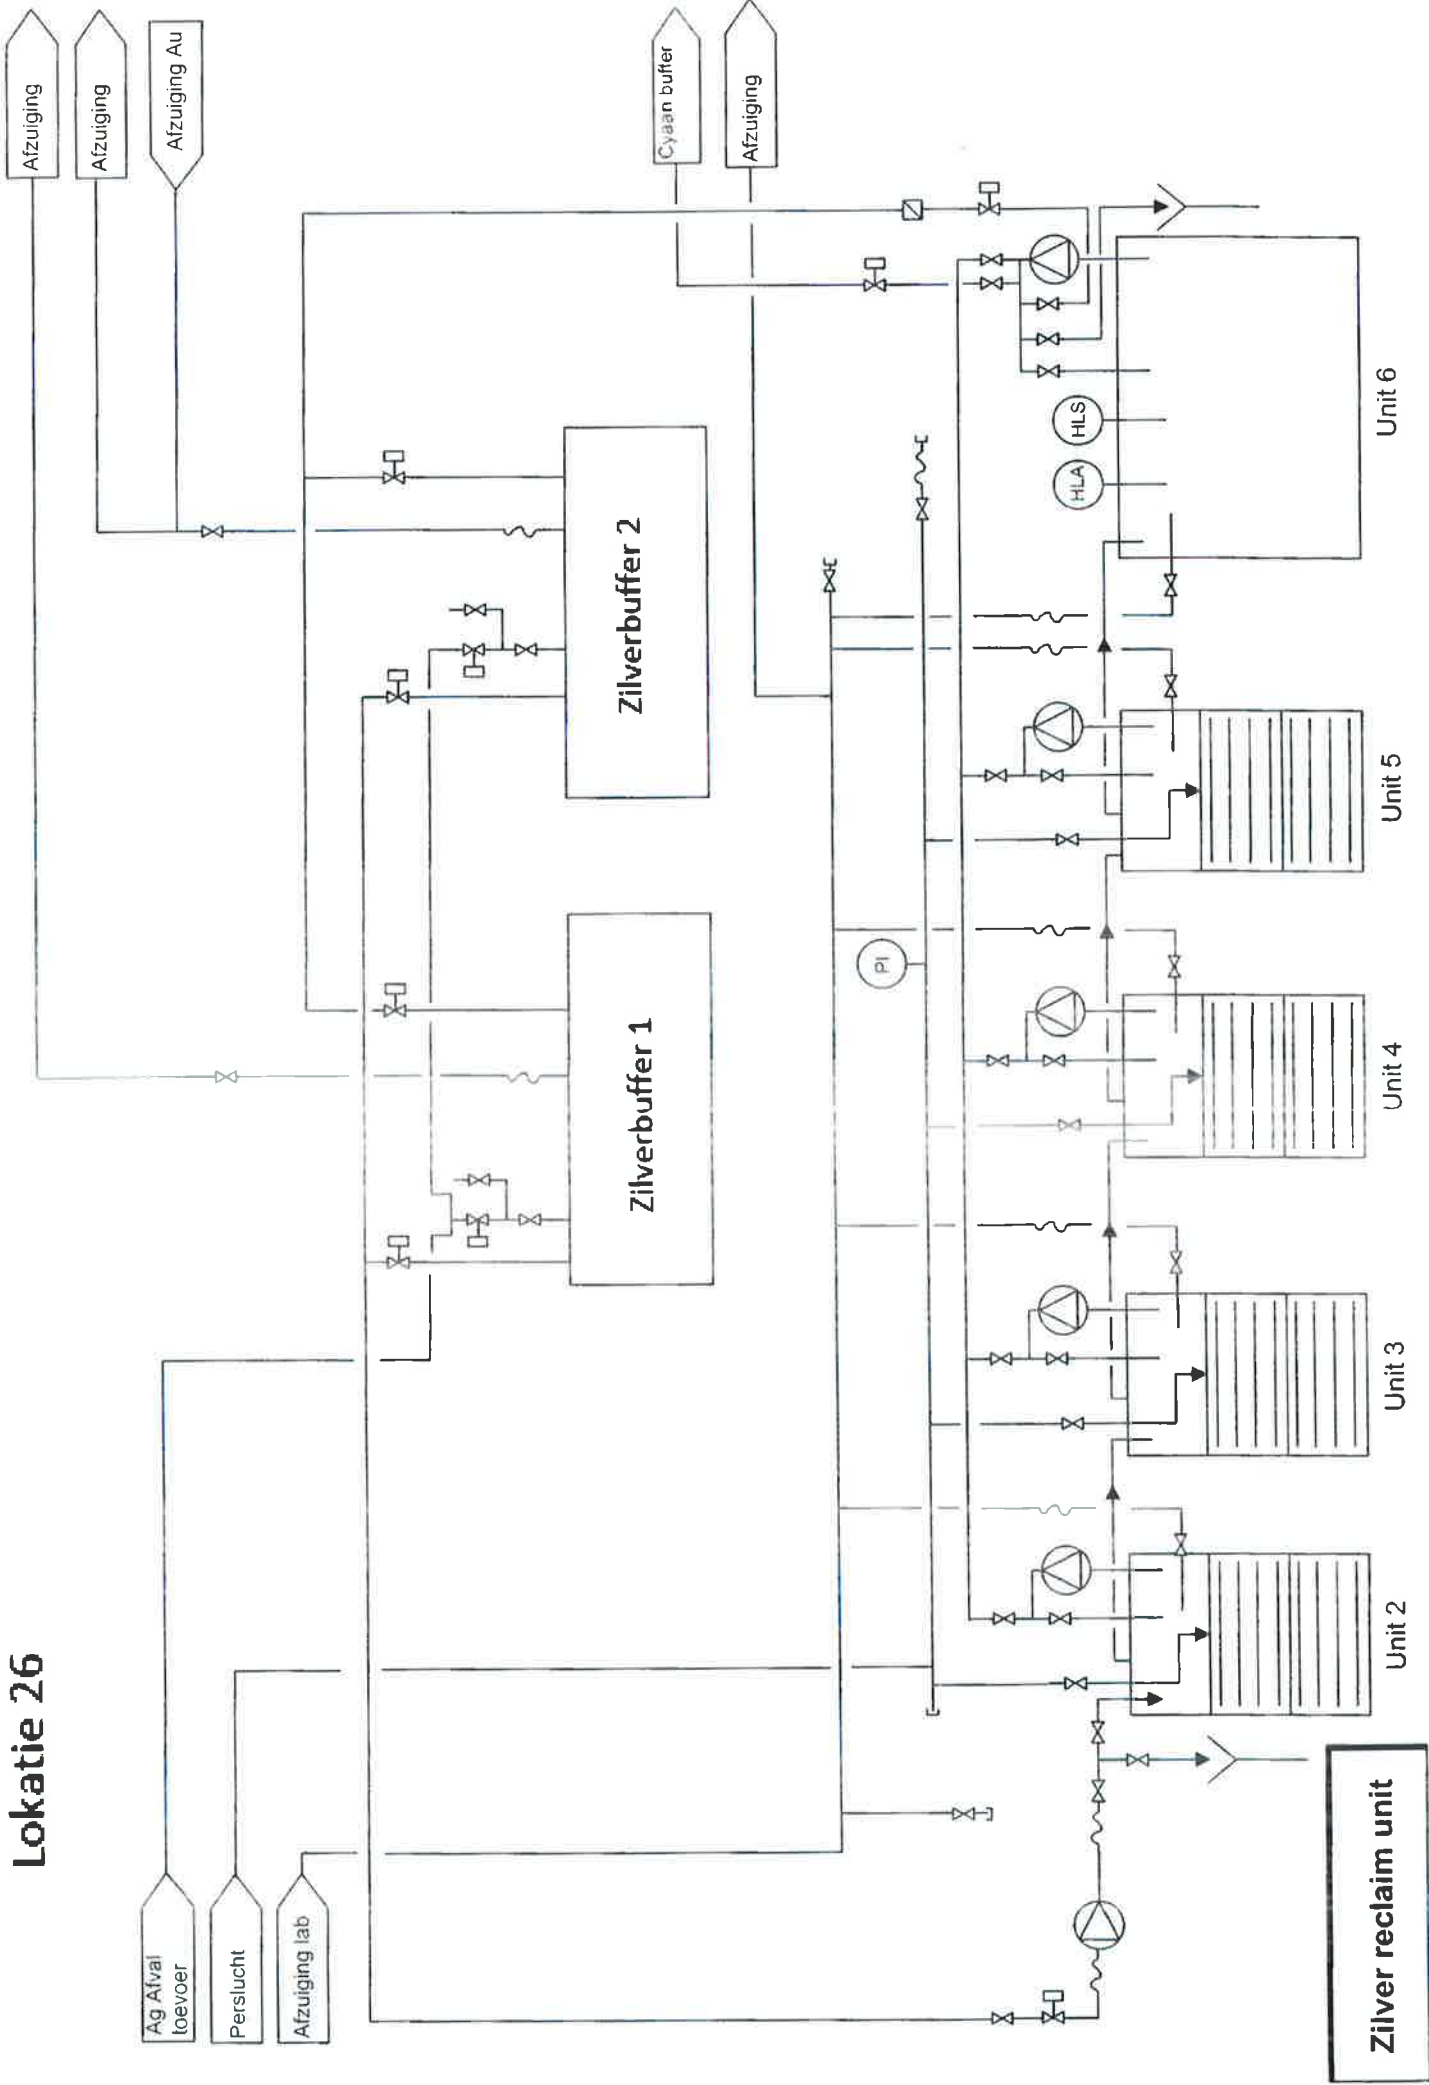 Lokatie 26
Ag Afval
toevoer
Perslucht
Afzuiging lab
Afzuiging
Afzuiging
Afzuiging Au
Cyaan buffer
Afzuiging
Zilverbuffer 1
Zilverbuffer 2
PI
HLA
HLS
Unit 2
Unit 3
Unit 4
Unit 5
Unit 6
Zilver reclaim unit